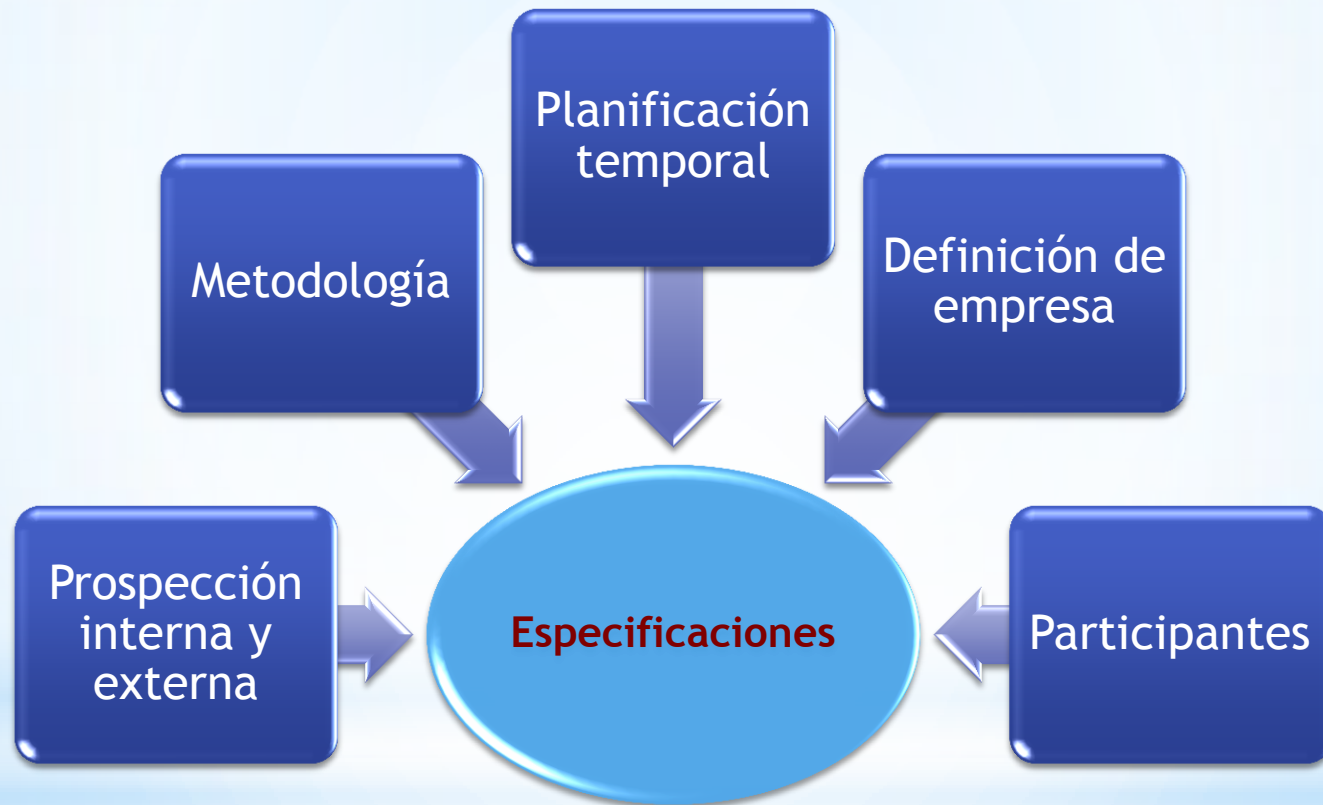 Planificación
temporal
Metodología
Definición de
empresa
Prospección
interna y
externa
Especificaciones
Participantes